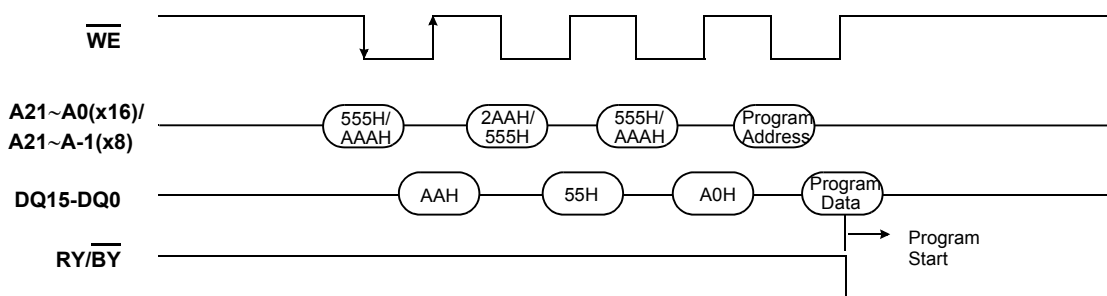 WE
A21~A0(x16)/
A21~A-1(x8)
555H/
AAAH
2AAH/
555H
555H/
AAAH
Program
Address
DQ15-DQ0
AAH
55H
A0H
Program
Data
RY/BY
Program
Start